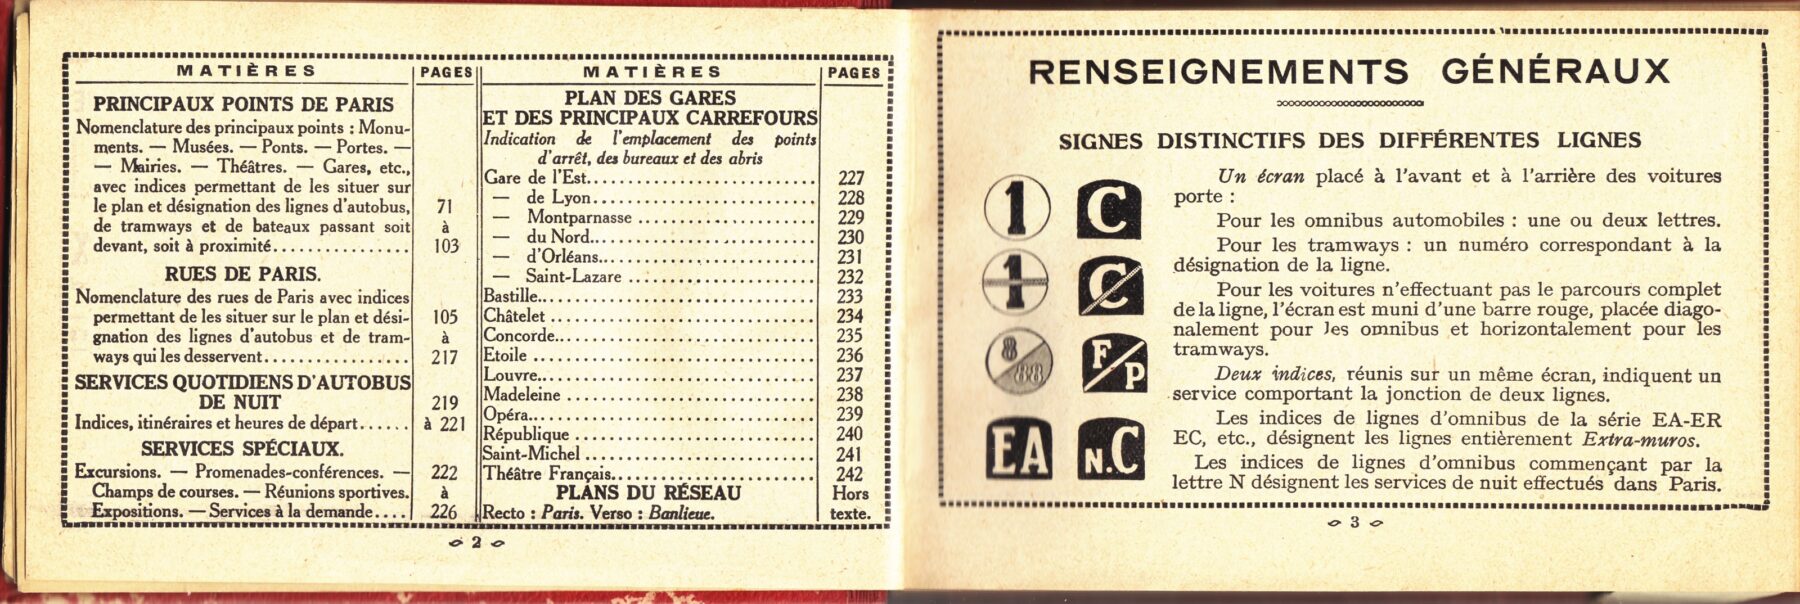 MATIÈRES PAGES
PRINCIPAUX POINTS DE PARIS
Nomenclature des principaux points : Monu-
ments. — Musées. — Ponts. — Portes. —
— Mairies. — Théâtres. — Gares, etc.,
avec indices permettant de les situer sur
le plan et désignation des lignes d'autobus, 71
de tramways et de bateaux passant soit à
devant, soit à proximité............... 103
RUES DE PARIS.
Nomenclature des rues de Paris avec indices
permettant de les situer sur le plan et dési- 105
gnation des lignes d'autobus et de tram- à
ways qui les desservent................ 217
SERVICES QUOTIDIENS D'AUTOBUS
DE NUIT 219
Indices, itinéraires et heures de départ...... à 221
SERVICES SPÉCIAUX.
Excursions. — Promenades-conférences. — 222
Champs de courses. — Réunions sportives. à
Expositions. — Services à la demande.... 226
MATIÈRES PAGES
PLAN DES GARES
ET DES PRINCIPAUX CARREFOURS
Indication de l'emplacement des points
d'arrêt, des bureaux et des abris
Gare de l'Est.......................... 227
— de Lyon.......................... 228
— Montparnasse .................... 229
— du Nord.......................... 230
— d'Orléans........................ 231
— Saint-Lazare .................... 232
Bastille............................... 233
Châtelet .............................. 234
Concorde............................... 235
Etoile ................................ 236
Louvre................................. 237
Madeleine ............................. 238
Opéra.................................. 239
République ............................ 240
Saint-Michel .......................... 241
Théâtre Français....................... 242
PLANS DU RÉSEAU Hors
Recto : Paris. Verso : Banlieue. texte.
2
RENSEIGNEMENTS GÉNÉRAUX
SIGNES DISTINCTIFS DES DIFFÉRENTES LIGNES
1 C
1 C
8/88 F/P
EA N.C
Un écran placé à l'avant et à l'arrière des voitures
porte :
Pour les omnibus automobiles : une ou deux lettres.
Pour les tramways : un numéro correspondant à la
désignation de la ligne.
Pour les voitures n'effectuant pas le parcours complet
de la ligne, l'écran est muni d'une barre rouge, placée diago-
nalement pour les omnibus et horizontalement pour les
tramways.
Deux indices, réunis sur un même écran, indiquent un
service comportant la jonction de deux lignes.
Les indices de lignes d'omnibus de la série EA-ER
EC, etc., désignent les lignes entièrement Extra-muros.
Les indices de lignes d'omnibus commençant par la
lettre N désignent les services de nuit effectués dans Paris.
3